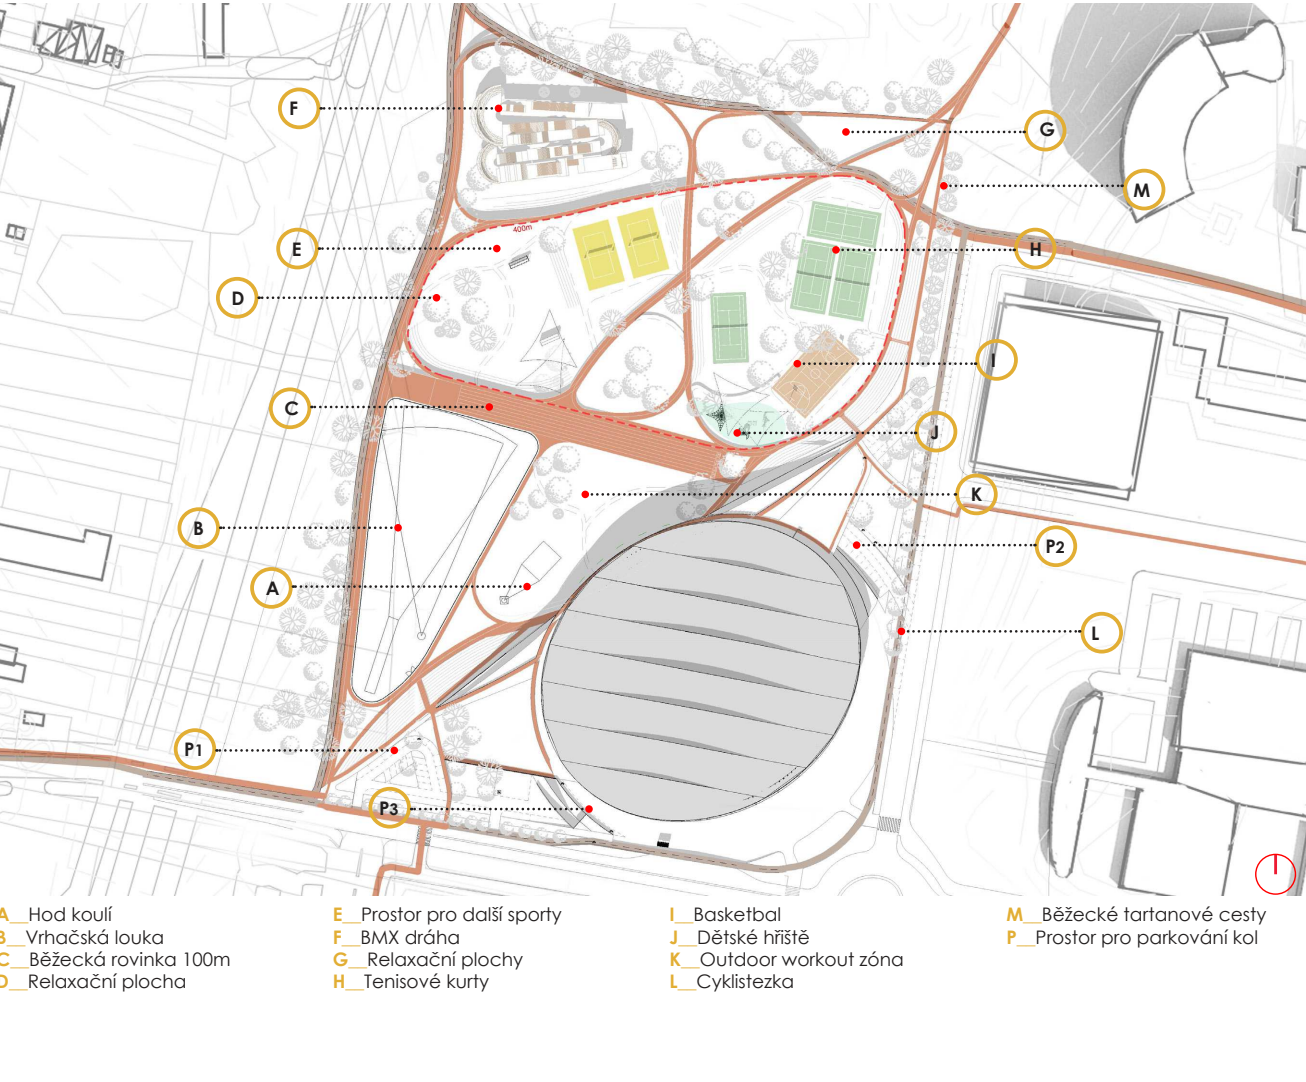 F
G
M
E
400m
H
D
I
C
J
K
B
P2
A
L
P1
P3
A__Hod koulí
B__Vrhačská louka
C__Běžecká rovinka 100m
D__Relaxační plocha
E__Prostor pro další sporty
F__BMX dráha
G__Relaxační plochy
H__Tenisové kurty
I__Basketbal
J__Dětské hřiště
K__Outdoor workout zóna
L__Cyklistezka
M__Běžecké tartanové cesty
P__Prostor pro parkování kol